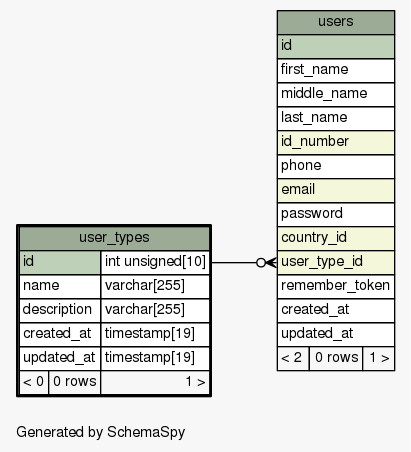 users
id
first_name
middle_name
last_name
id_number
phone
email
password
country_id
user_type_id
remember_token
created_at
updated_at
< 2 0 rows 1 >
user_types
id int unsigned[10]
name varchar[255]
description varchar[255]
created_at timestamp[19]
updated_at timestamp[19]
< 0 0 rows 1 >
Generated by SchemaSpy